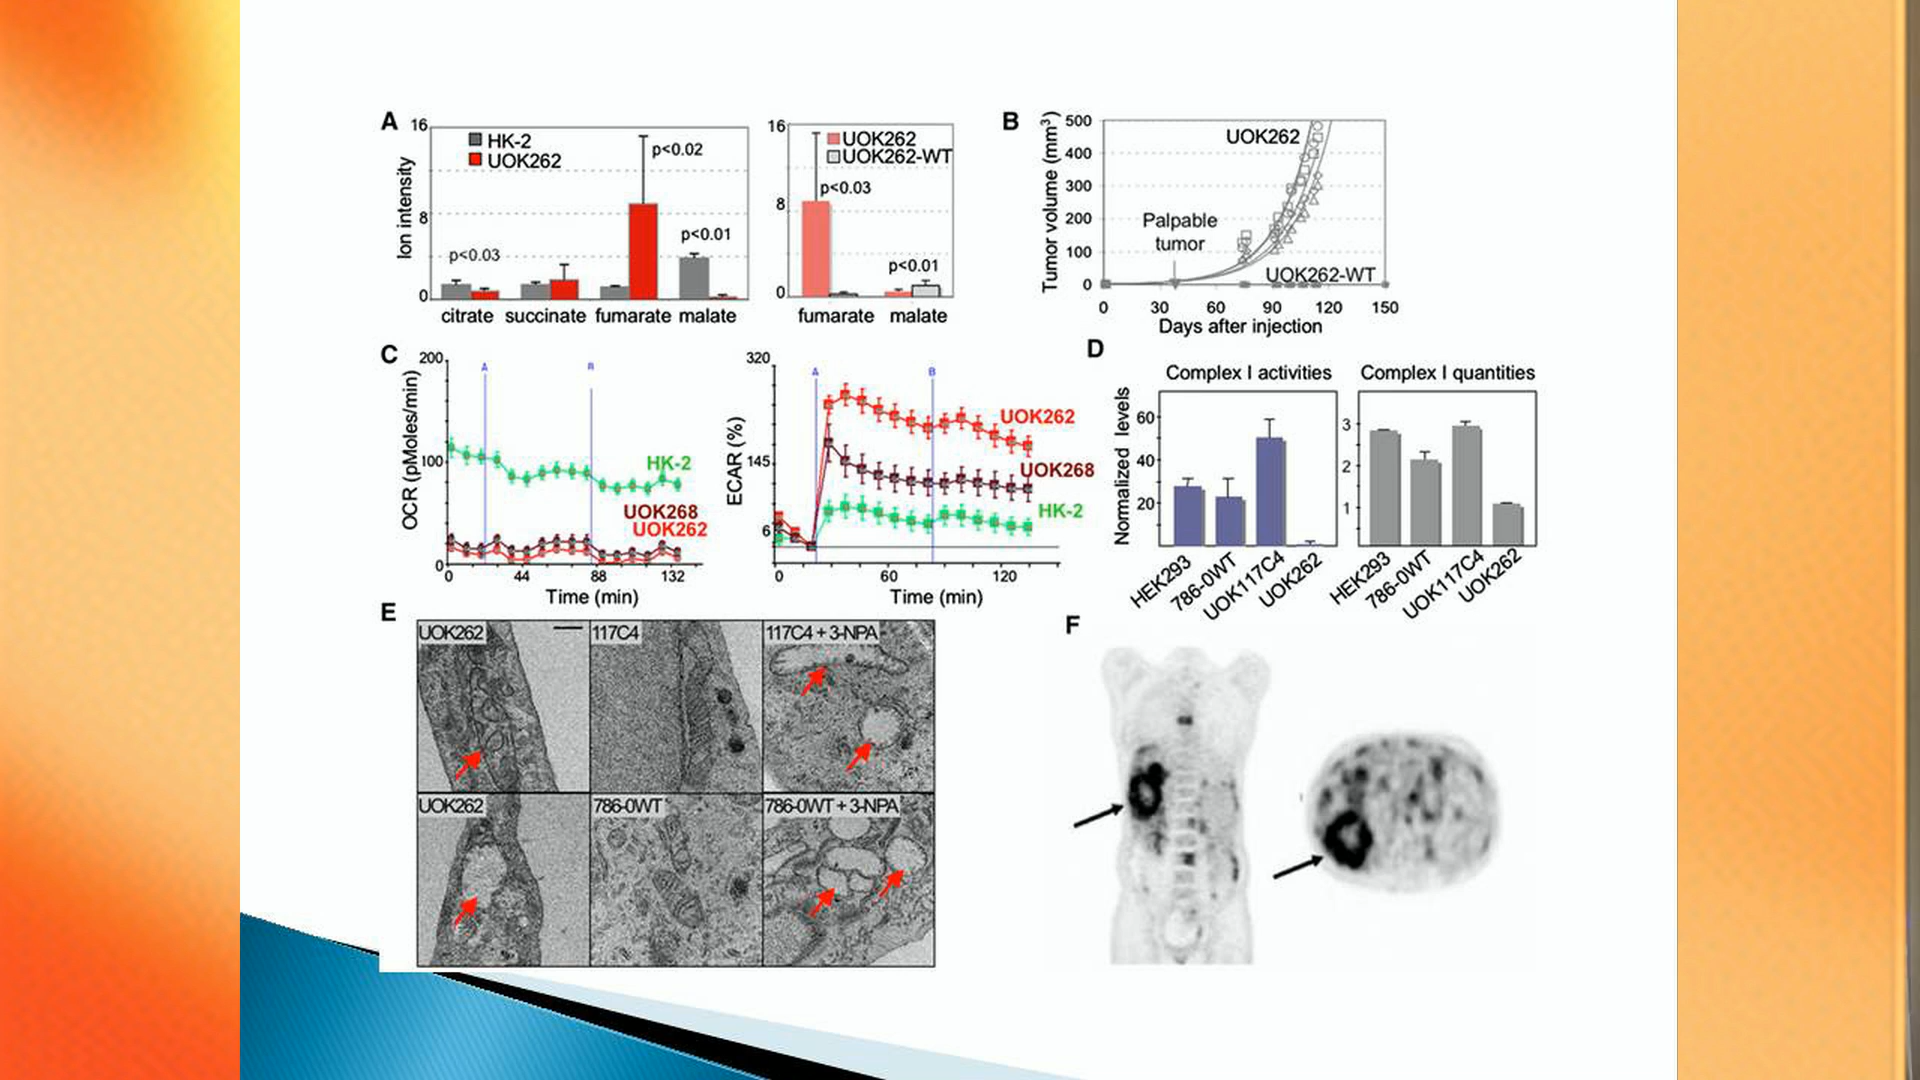 A
16
8
0
Ion intensity
HK-2
UOK262
p<0.03
p<0.02
p<0.01
citrate succinate fumarate malate
16
8
0
UOK262
UOK262-WT
p<0.03
p<0.01
fumarate malate
B
Tumor volume (mm³)
500
400
300
200
100
0
UOK262
Palpable
tumor
UOK262-WT
0 30 60 90 120 150
Days after injection
C
OCR (pMoles/min)
200
100
0
A
HK-2
UOK268
UOK262
0 44 88 132
Time (min)
ECAR (%)
320
145
6
A B
UOK262
UOK268
HK-2
0 60 120
Time (min)
D
Complex I activities
Normalized levels
60
40
20
HEK293 786-0WT UOK117C4 UOK262
Complex I quantities
3
2
1
HEK293 786-0WT UOK117C4 UOK262
E
UOK262
117C4
117C4 + 3-NPA
UOK262
786-0WT
786-0WT + 3-NPA
F